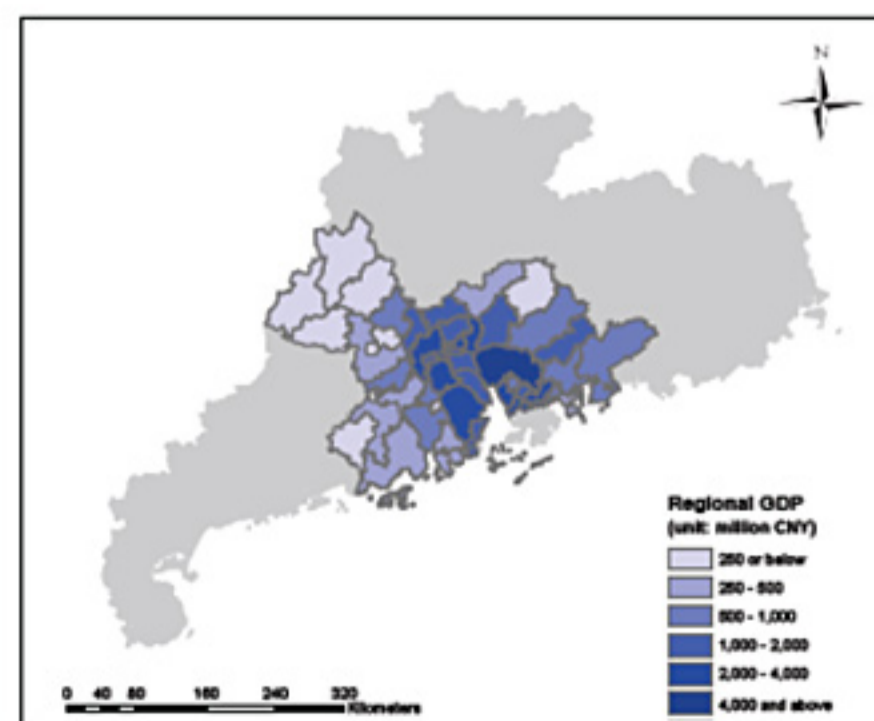 N
Regional GDP
(unit: million CNY)
250 or below
250 - 500
500 - 1,000
1,000 - 2,000
2,000 - 4,000
4,000 and above
0 40 80 160 240 320
Kilometers